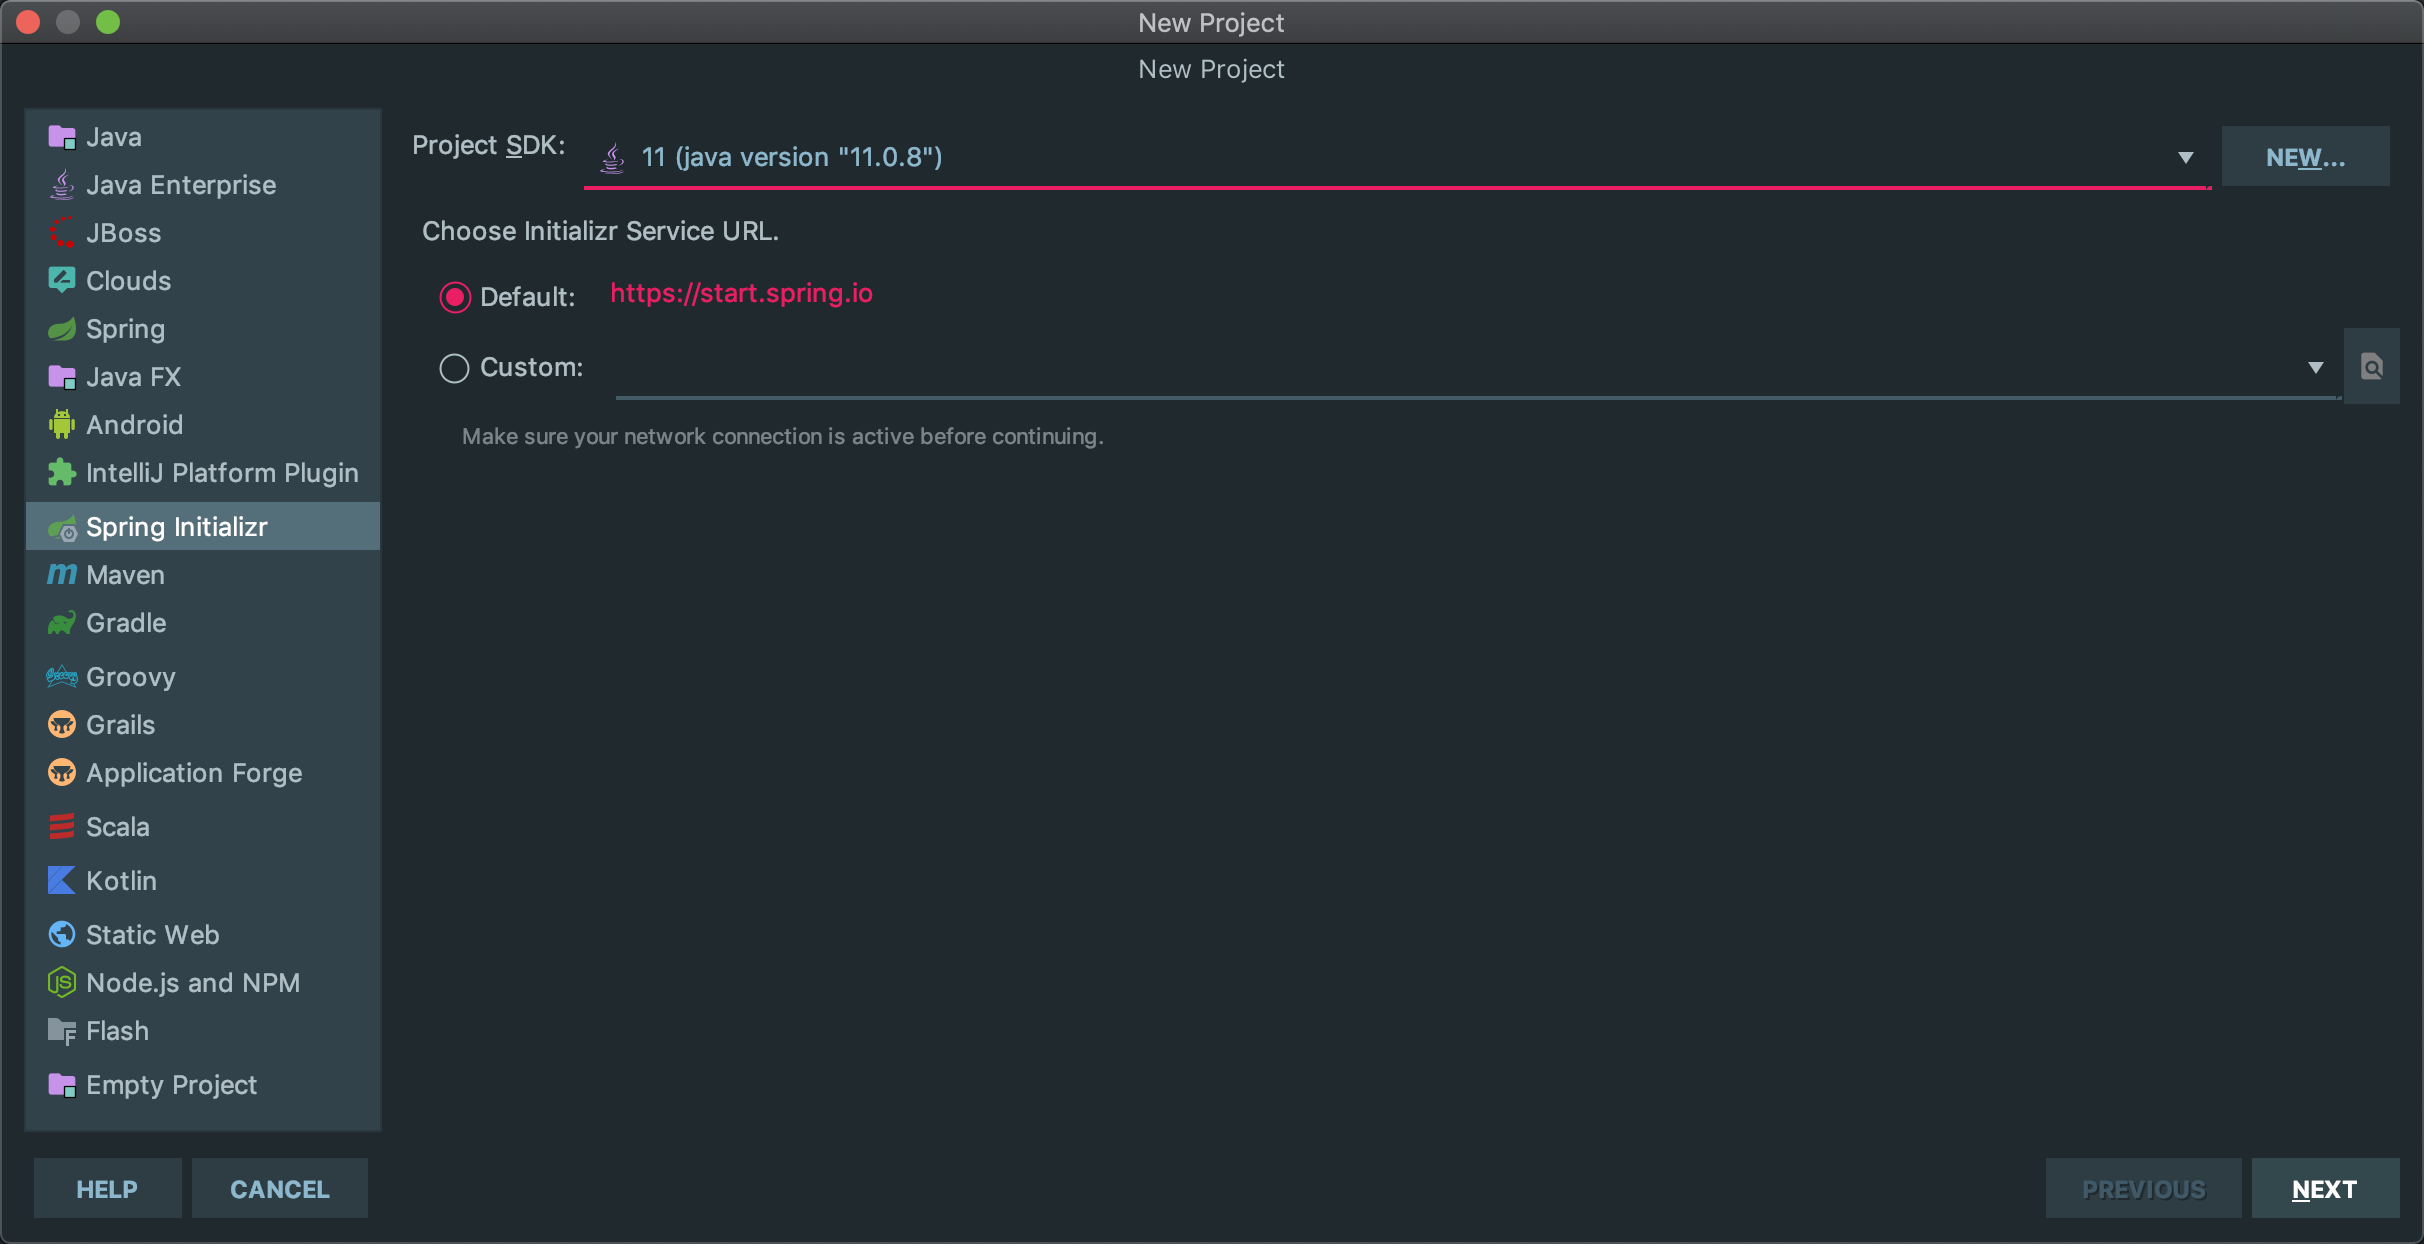 New Project
New Project
Java
Java Enterprise
JBoss
Clouds
Spring
Java FX
Android
IntelliJ Platform Plugin
Spring Initializr
Maven
Gradle
Groovy
Grails
Application Forge
Scala
Kotlin
Static Web
Node.js and NPM
Flash
Empty Project
Project SDK: 11 (java version "11.0.8") NEW...
Choose Initializr Service URL.
Default: https://start.spring.io
Custom:
Make sure your network connection is active before continuing.
HELP CANCEL PREVIOUS NEXT